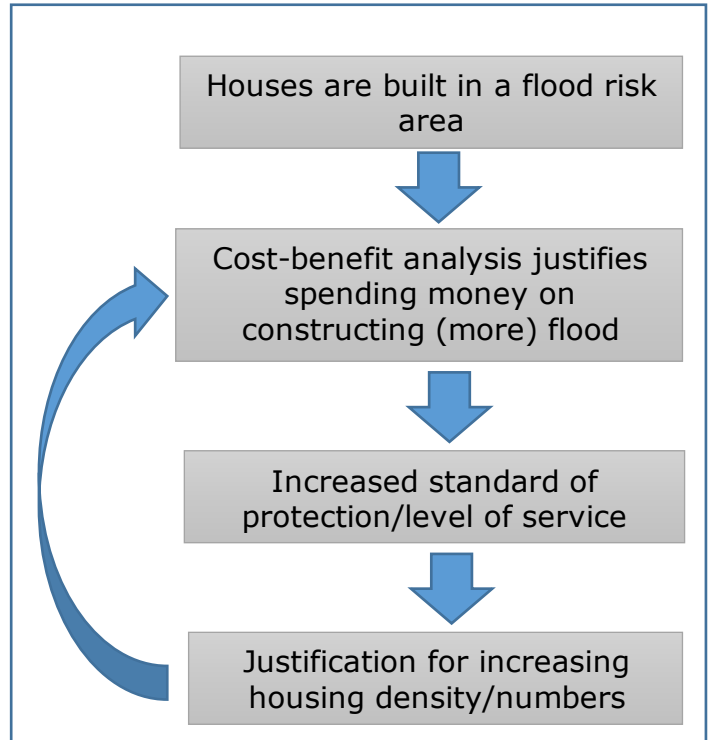 Houses are built in a flood risk
area
Cost-benefit analysis justifies
spending money on
constructing (more) flood
Increased standard of
protection/level of service
Justification for increasing
housing density/numbers